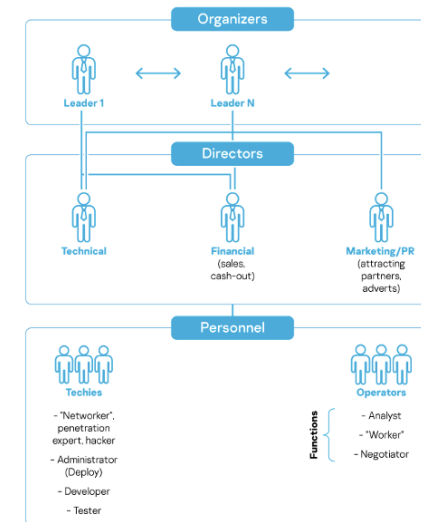 Organizers
Leader 1
Leader N
Directors
Technical
Financial
(sales,
cash-out)
Marketing/PR
(attracting
partners,
adverts)
Personnel
Techies
- "Networker",
penetration
expert, hacker
- Administrator
(Deploy)
- Developer
- Tester
Operators
Functions
- Analyst
- "Worker"
- Negotiator